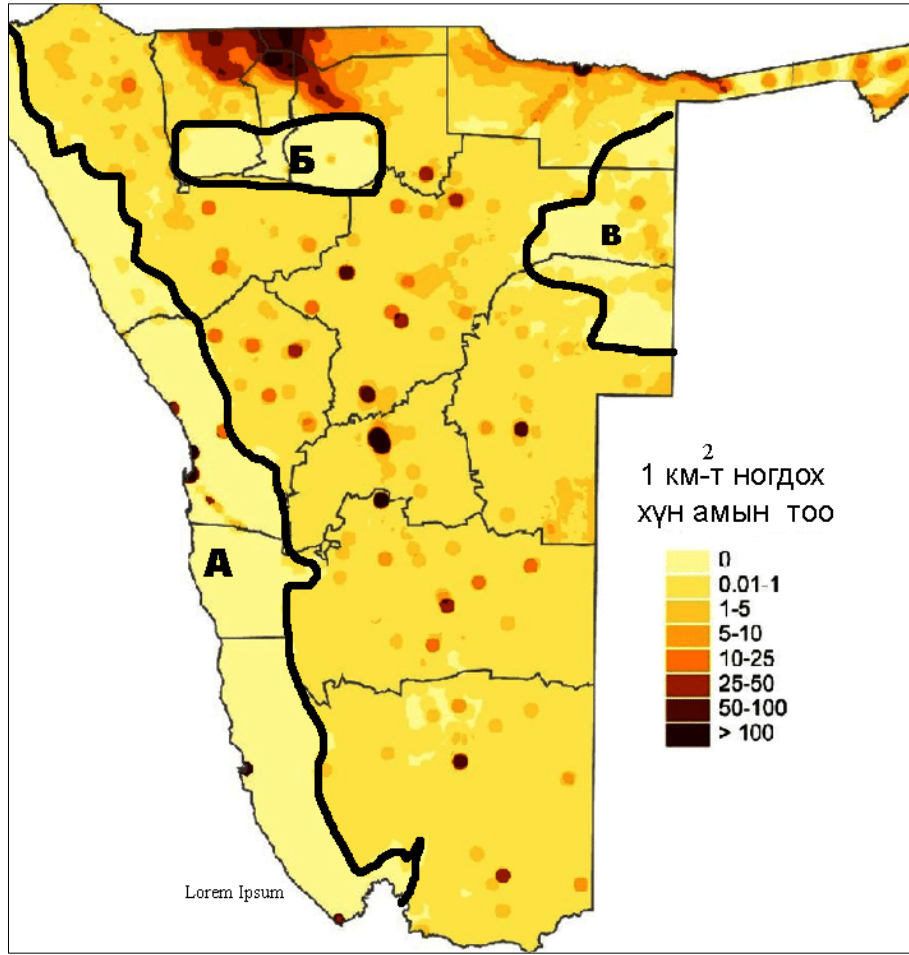 Б
В
А
2
1 км-т ногдох
хүн амын тоо
0
0.01-1
1-5
5-10
10-25
25-50
50-100
> 100
Lorem Ipsum